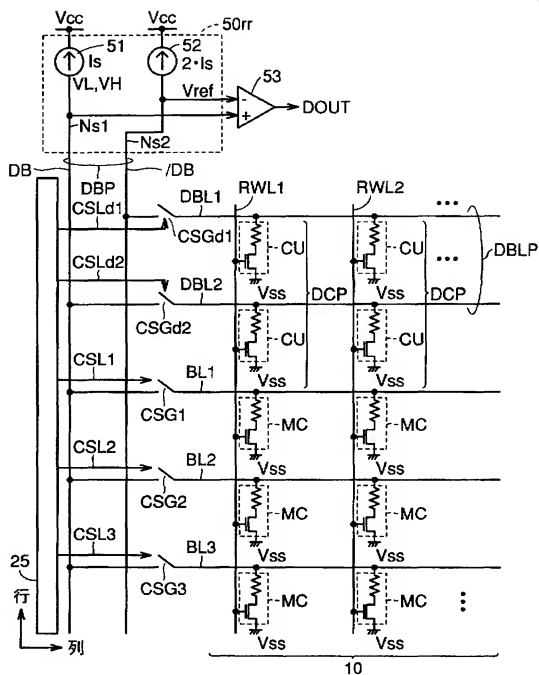 Vcc Vcc
50rr
51 52
Is 2·Is
53
VL,VH
Vref
- DOUT
+
Ns1
Ns2
DB /DB
DBP
RWL1 RWL2
CSLd1 DBL1 ...
CSGd1 CU CU ... DBLP
Vss DCP Vss DCP
CSLd2 DBL2
CSGd2 CU CU
CSL1 BL1 Vss Vss
CSG1 MC MC
CSL2 BL2 Vss Vss
CSG2 MC MC
CSL3 BL3 Vss Vss
25 CSG3 MC MC ...
行
列 Vss Vss
10